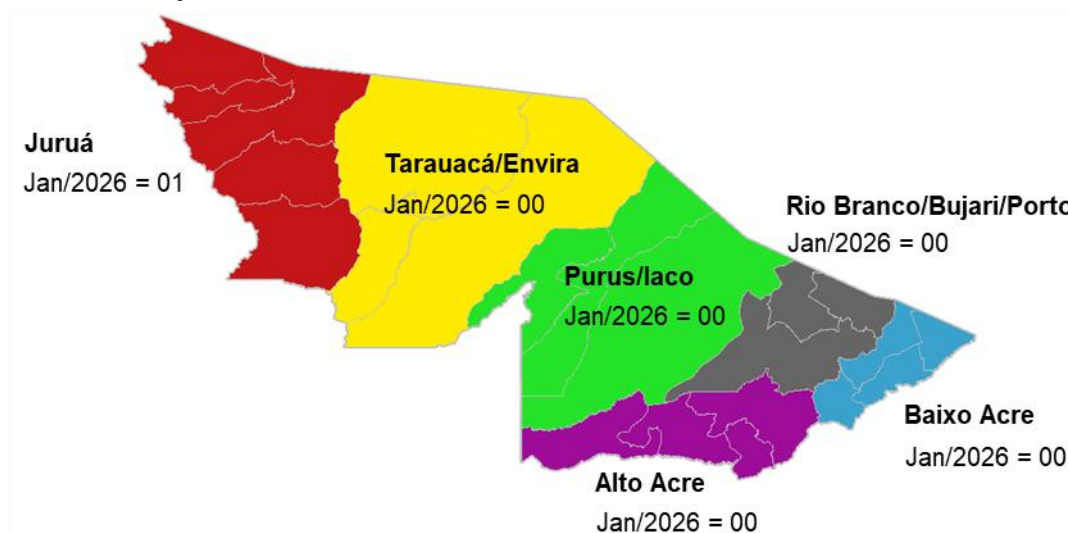 Juruá
Jan/2026 = 01
Tarauacá/Envira
Jan/2026 = 00
Rio Branco/Bujari/Porto
Jan/2026 = 00
Purus/Iaco
Jan/2026 = 00
Baixo Acre
Jan/2026 = 00
Alto Acre
Jan/2026 = 00